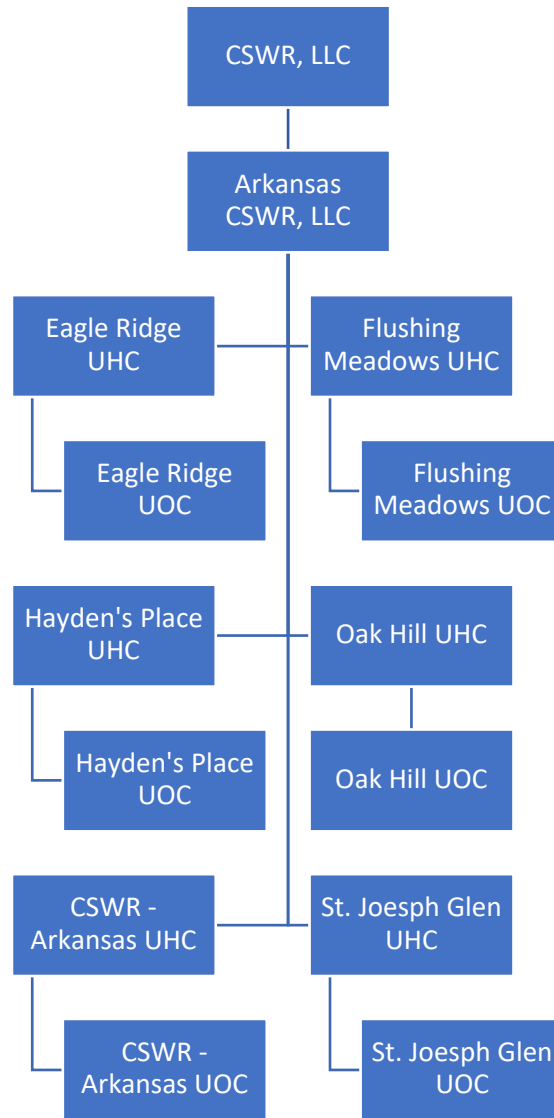 CSWR, LLC
Arkansas
CSWR, LLC
Eagle Ridge
UHC
Flushing
Meadows UHC
Eagle Ridge
UOC
Flushing
Meadows UOC
Hayden's Place
UHC
Oak Hill UHC
Hayden's Place
UOC
Oak Hill UOC
CSWR -
Arkansas UHC
St. Joesph Glen
UHC
CSWR -
Arkansas UOC
St. Joesph Glen
UOC